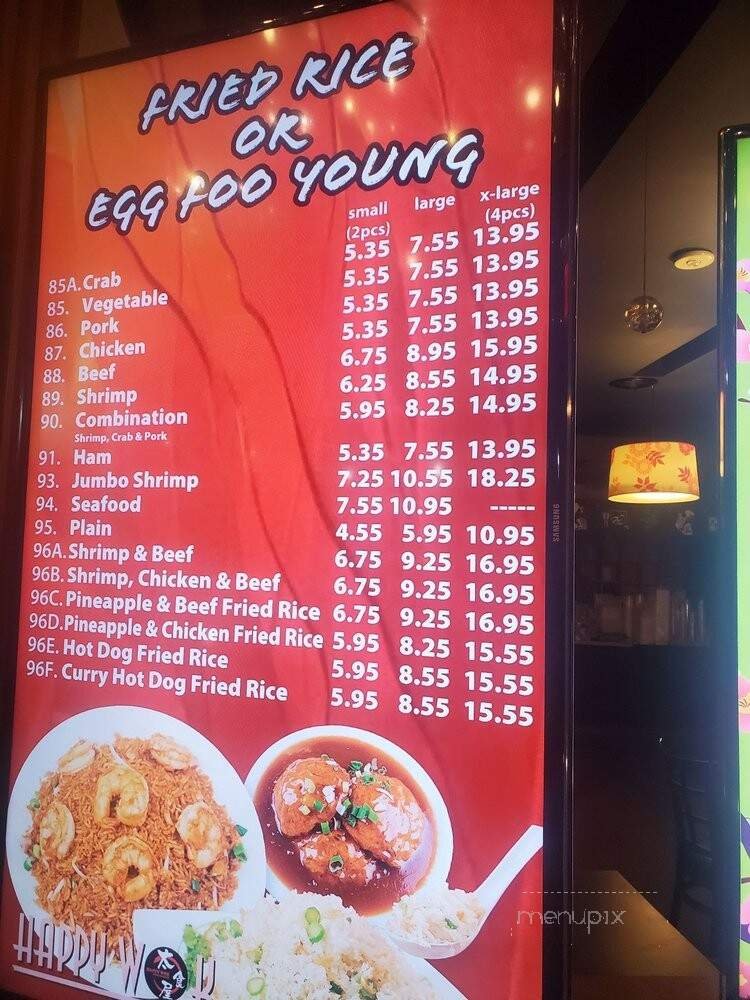 FRIED RICE
OR
EGG FOO YOUNG
small large x-large
(2pcs) (4pcs)
85A. Crab 5.35 7.55 13.95
85. Vegetable 5.35 7.55 13.95
86. Pork 5.35 7.55 13.95
87. Chicken 5.35 7.55 13.95
88. Beef 6.75 8.95 15.95
89. Shrimp 6.25 8.55 14.95
90. Combination 5.95 8.25 14.95
Shrimp, Crab & Pork
91. Ham 5.35 7.55 13.95
93. Jumbo Shrimp 7.25 10.55 18.25
94. Seafood 7.55 10.95 -----
95. Plain 4.55 5.95 10.95
96A. Shrimp & Beef 6.75 9.25 16.95
96B. Shrimp, Chicken & Beef 6.75 9.25 16.95
96C. Pineapple & Beef Fried Rice 6.75 9.25 16.95
96D. Pineapple & Chicken Fried Rice 5.95 8.25 15.55
96E. Hot Dog Fried Rice 5.95 8.55 15.55
96F. Curry Hot Dog Fried Rice 5.95 8.55 15.55
SAMSUNG
HAPPY WOK
menupix